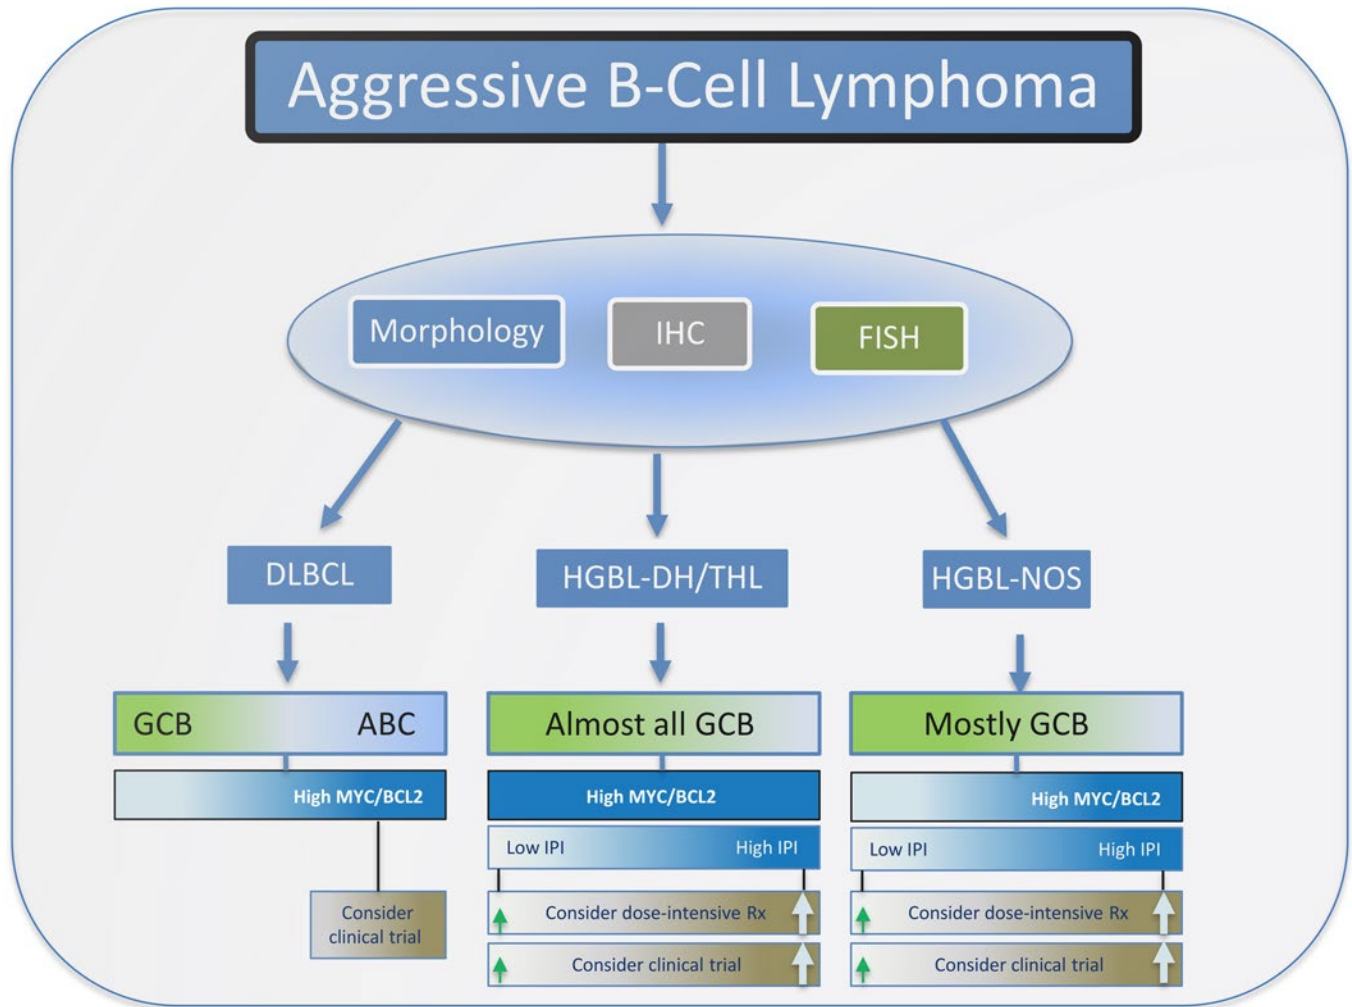 Aggressive B-Cell Lymphoma
Morphology
IHC
FISH
DLBCL
HGBL-DH/THL
HGBL-NOS
GCB
ABC
Almost all GCB
Mostly GCB
High MYC/BCL2
High MYC/BCL2
High MYC/BCL2
Low IPI
High IPI
Low IPI
High IPI
Consider
clinical trial
Consider dose-intensive Rx
Consider dose-intensive Rx
Consider clinical trial
Consider clinical trial